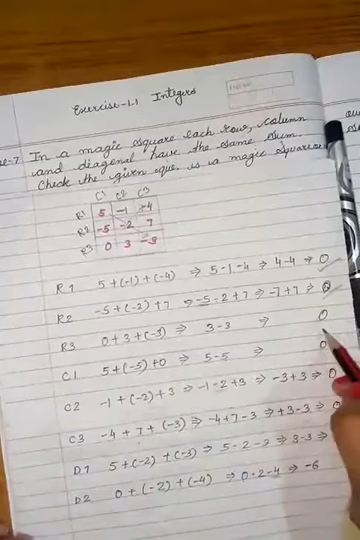 Exercise-1.1 Integers
In a magic square each row, column
and diagonal have the same sum.
Check the given sque. is a magic square
C1 C2 C3
R1 5 -1 -4
R2 -5 -2 7
R3 0 3 -3
R1 5+(-1)+(-4) ⇒ 5-1-4 ⇒ 4-4 ⇒ 0
R2 -5+(-2)+7 ⇒ -5-2+7 ⇒ -7+7 ⇒ 0
R3 0+3+(-3) ⇒ 3-3 ⇒ 0
C1 5+(-5)+0 ⇒ 5-5 ⇒ 0
C2 -1+(-2)+3 ⇒ -1-2+3 ⇒ -3+3 ⇒ 0
C3 -4+7+(-3) ⇒ -4+7-3 ⇒ +3-3 ⇒ 0
D1 5+(-2)+(-3) ⇒ 5-2-3 ⇒ 3-3 ⇒
D2 0+(-2)+(-4) ⇒ 0-2-4 ⇒ -6